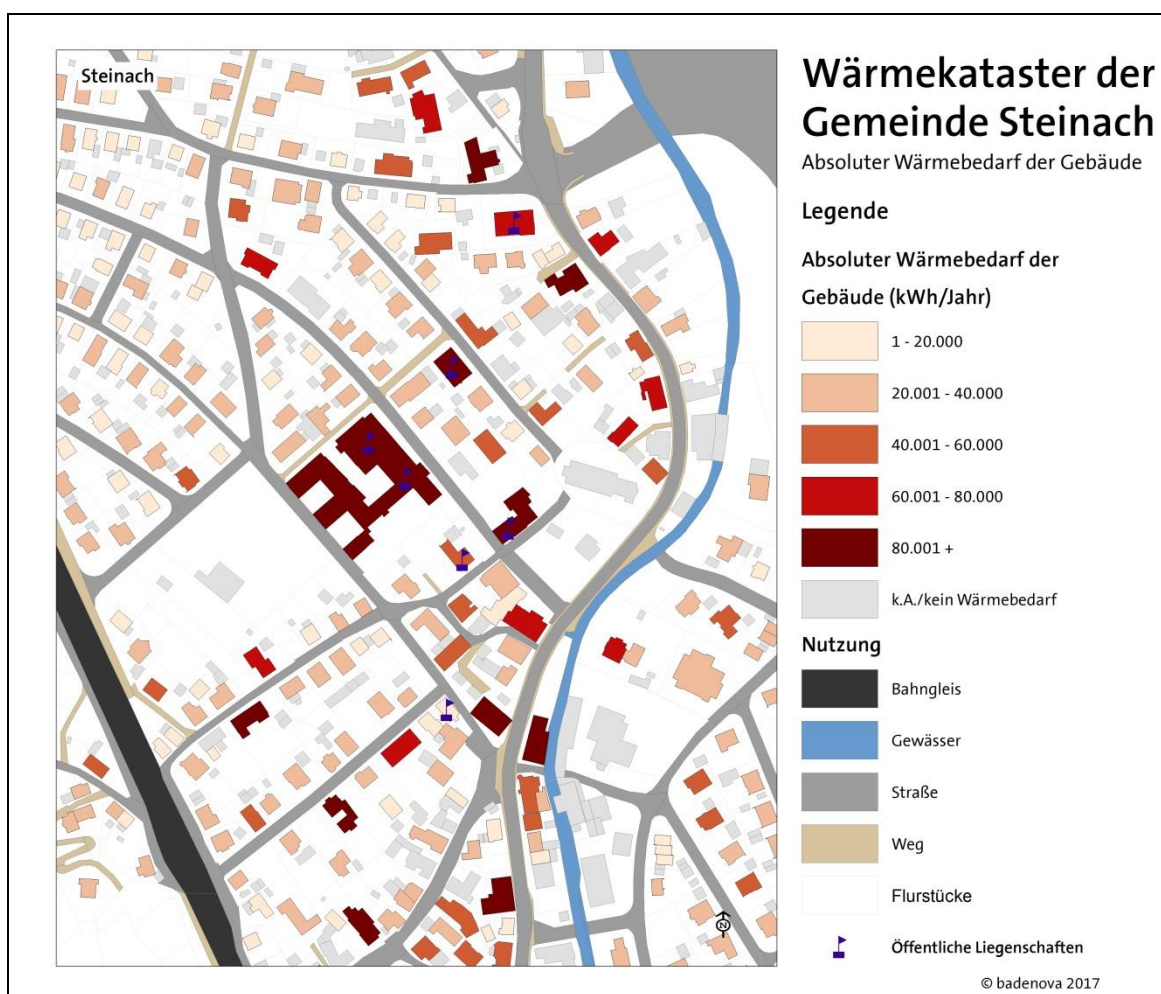 Steinach
Wärmekataster der
Gemeinde Steinach
Absoluter Wärmebedarf der Gebäude
Legende
Absoluter Wärmebedarf der
Gebäude (kWh/Jahr)
1 - 20.000
20.001 - 40.000
40.001 - 60.000
60.001 - 80.000
80.001 +
k.A./kein Wärmebedarf
Nutzung
Bahngleis
Gewässer
Straße
Weg
Flurstücke
Öffentliche Liegenschaften
N
© badenova 2017